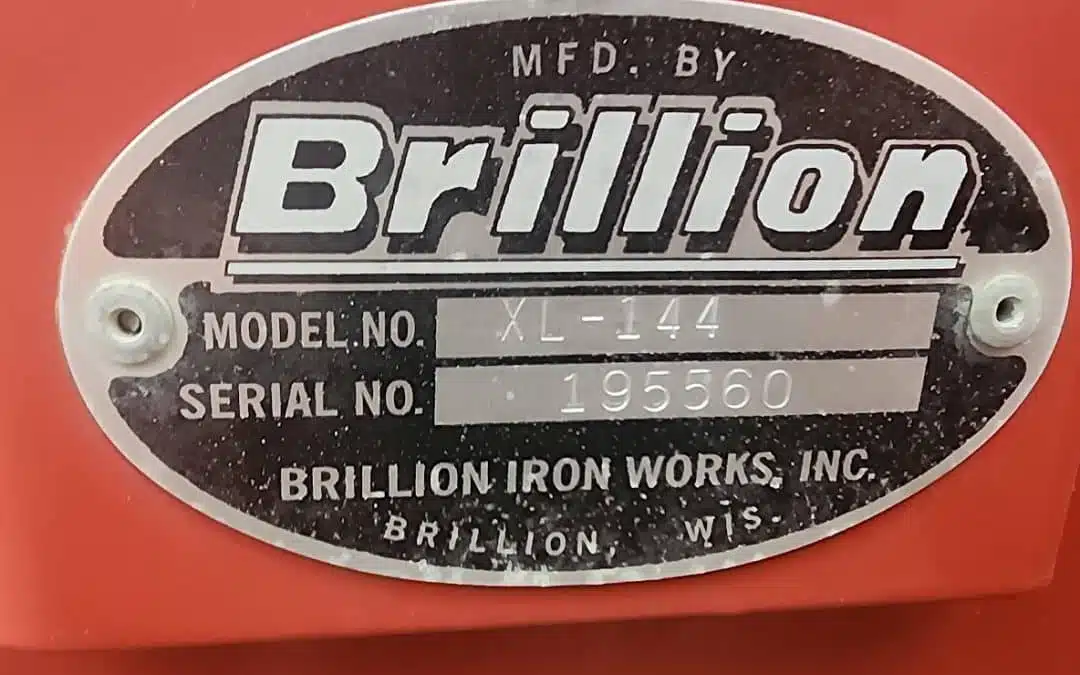 MFD. BY
Brillion
MODEL NO. XL-144
SERIAL NO. 195560
BRILLION IRON WORKS, INC.
BRILLION, WIS.